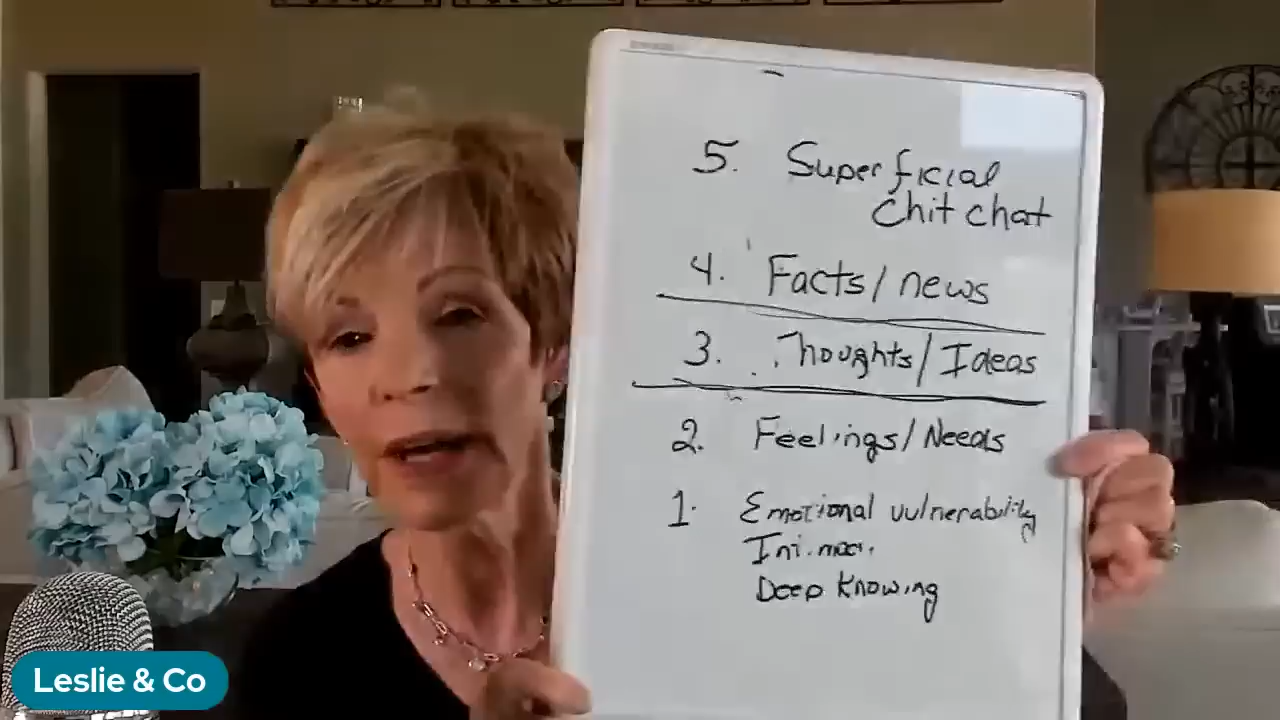 5. Superficial
Chit chat
4. Facts/news
3. Thoughts/Ideas
2. Feelings/Needs
1. Emotional vulnerability
Deep Knowing
Leslie & Co